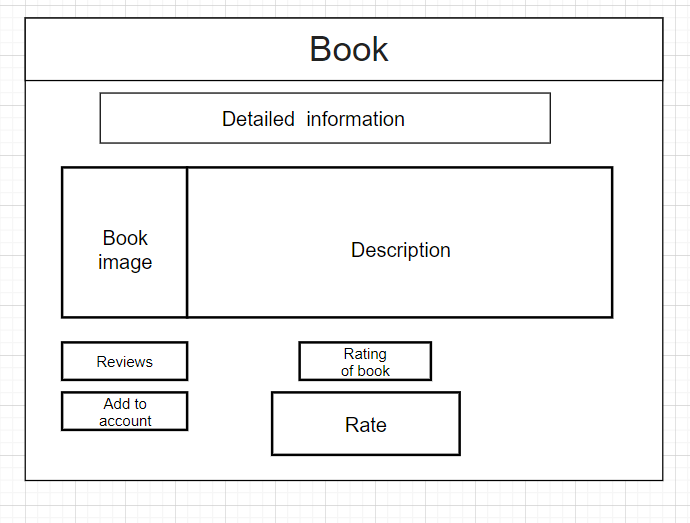 Book
Detailed  information
Book
image
Description
Reviews
Rating
of book
Add to
account
Rate